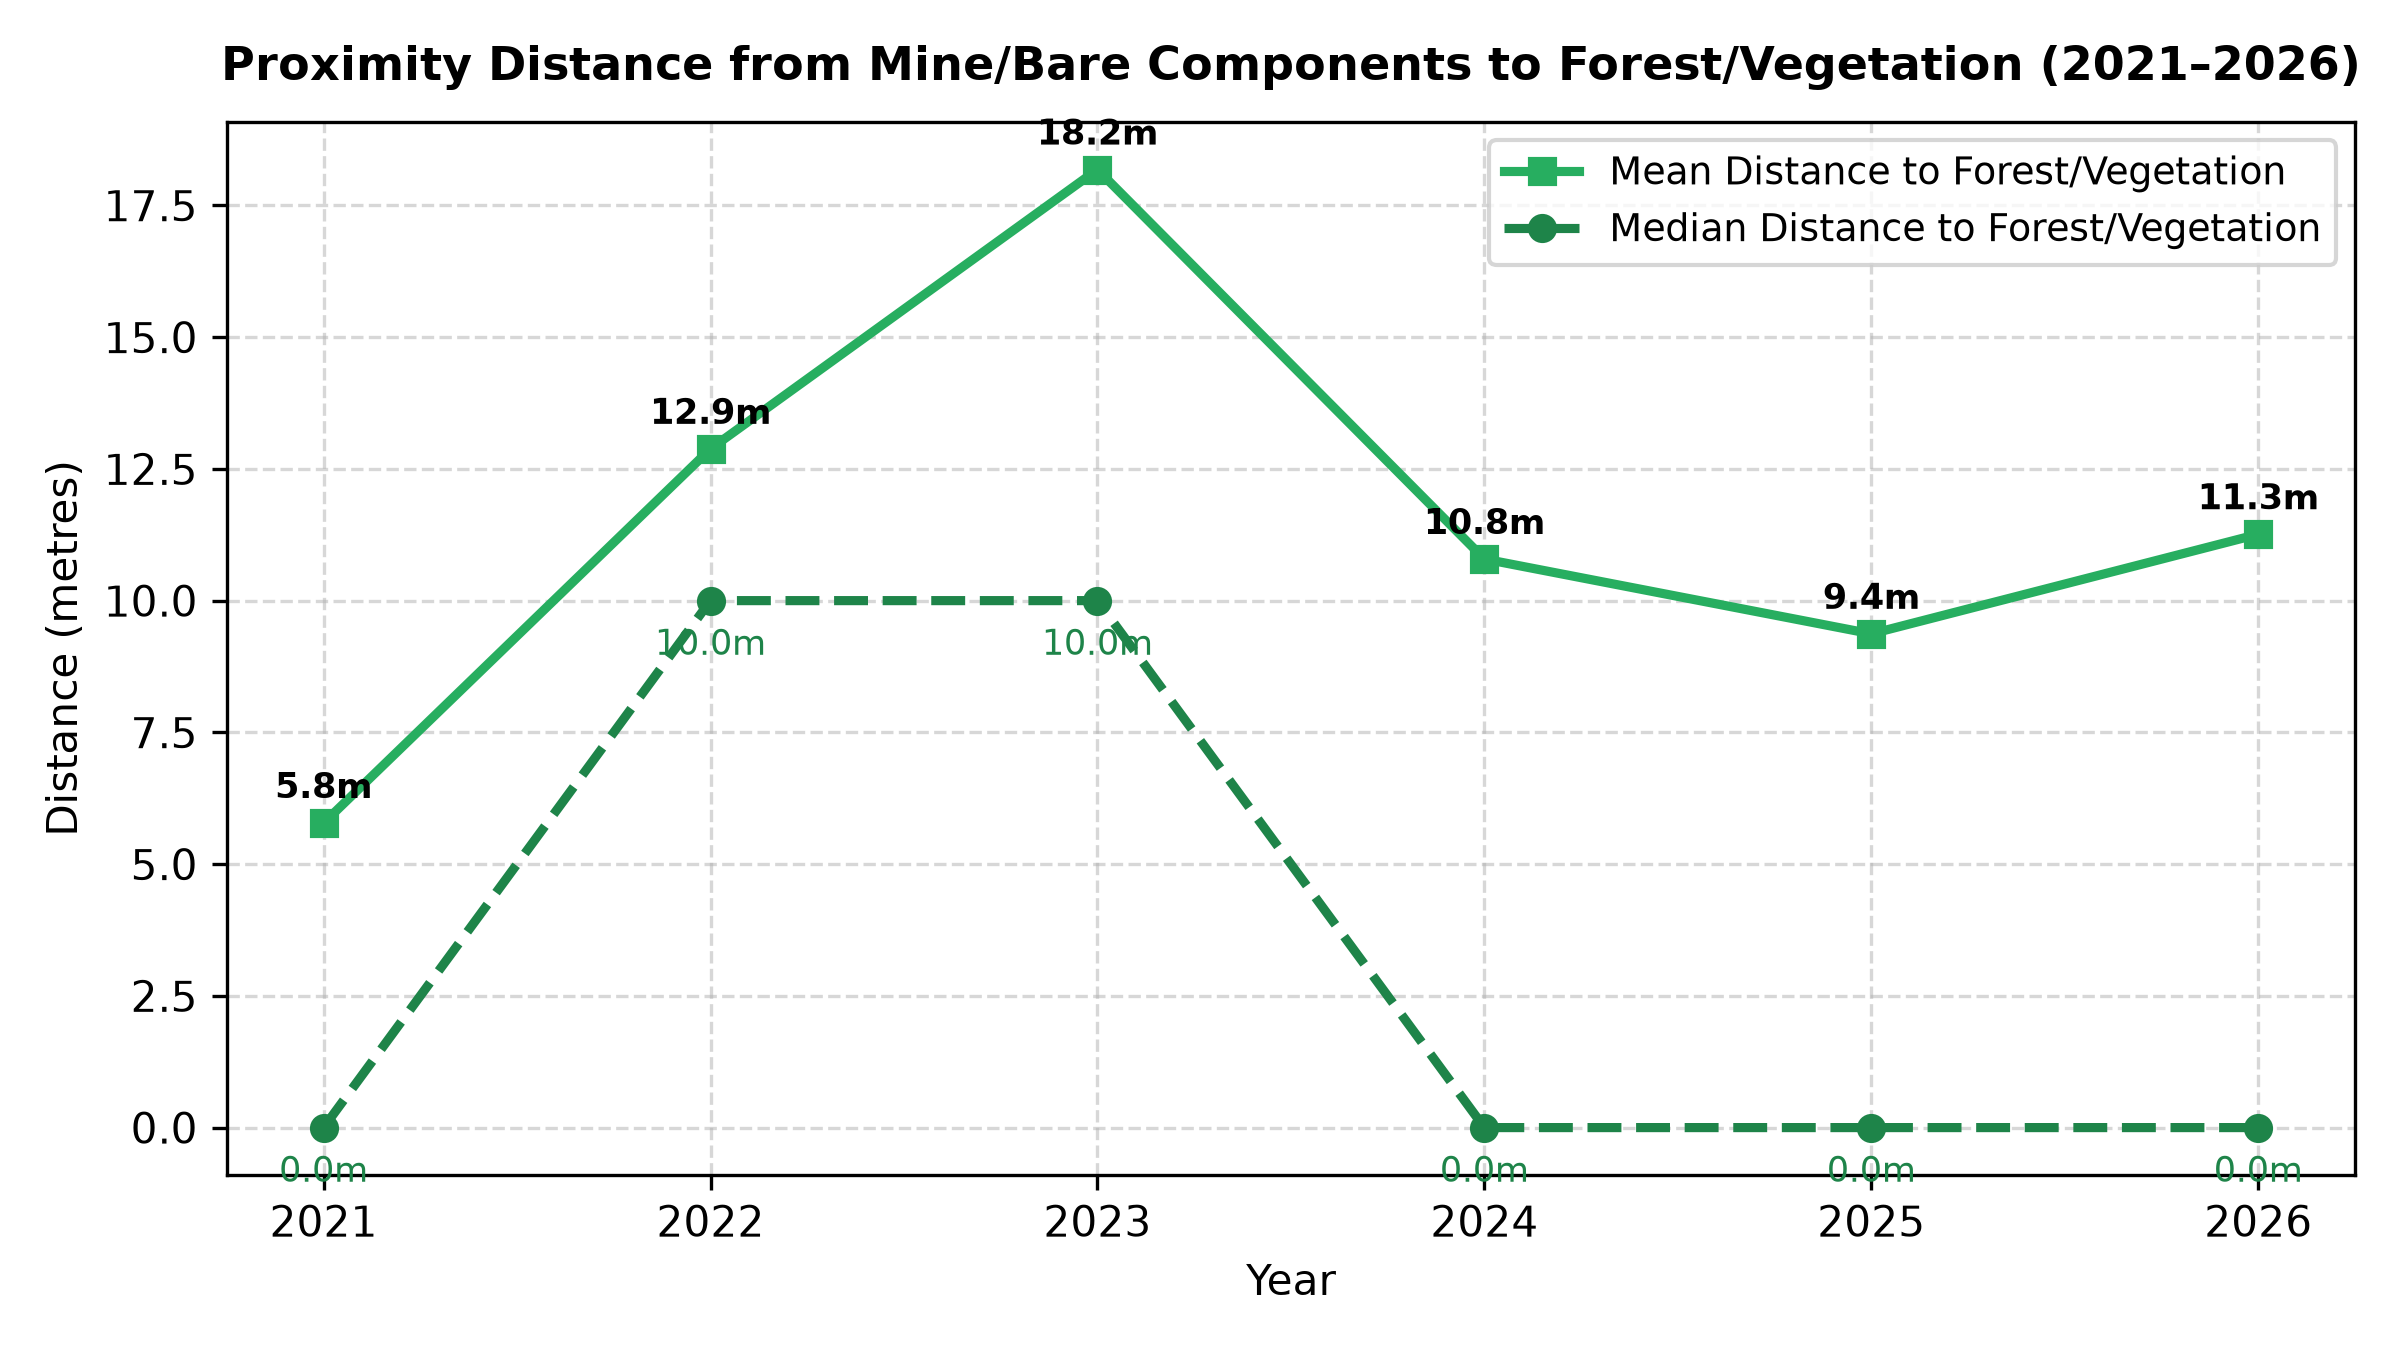 Proximity Distance from Mine/Bare Components to Forest/Vegetation (2021–2026)
Mean Distance to Forest/Vegetation
Median Distance to Forest/Vegetation
Distance (metres)
17.5
15.0
12.5
10.0
7.5
5.0
2.5
0.0
5.8m
12.9m
18.2m
10.8m
9.4m
11.3m
0.0m
10.0m
10.0m
0.0m
0.0m
0.0m
2021
2022
2023
2024
2025
2026
Year